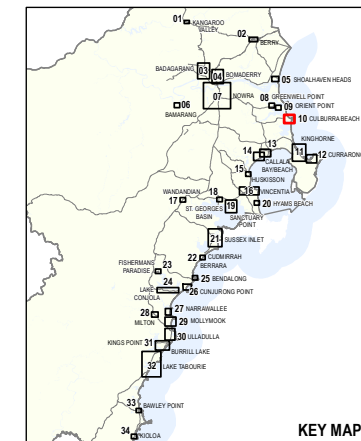 01
KANGAROO
VALLEY
02
BERRY
BADAGARANG
03
04
BOMADERRY
05 SHOALHAVEN HEADS
07
NOWRA
08 GREENWELL POINT
09 ORIENT POINT
06
BAMARANG
10 CULBURRA BEACH
KINGHORNE
11
12
CURRARONG
13
14
CALLALA
BAY/BEACH
15
HUSKISSON
16
VINCENTIA
WANDANDIAN
17
18
ST. GEORGES
BASIN
19
20 HYAMS BEACH
SANCTUARY
POINT
21 SUSSEX INLET
22 CUDMIRRAH
BERRARA
FISHERMANS
PARADISE
23
24
LAKE
CONJOLA
25 BENDALONG
26 CUNJURONG POINT
27 NARRAWALLEE
28
MILTON
29 MOLLYMOOK
30 ULLADULLA
KINGS POINT
31
BURRILL LAKE
32 LAKE TABOURIE
33 BAWLEY POINT
34 KIOLOA
KEY MAP